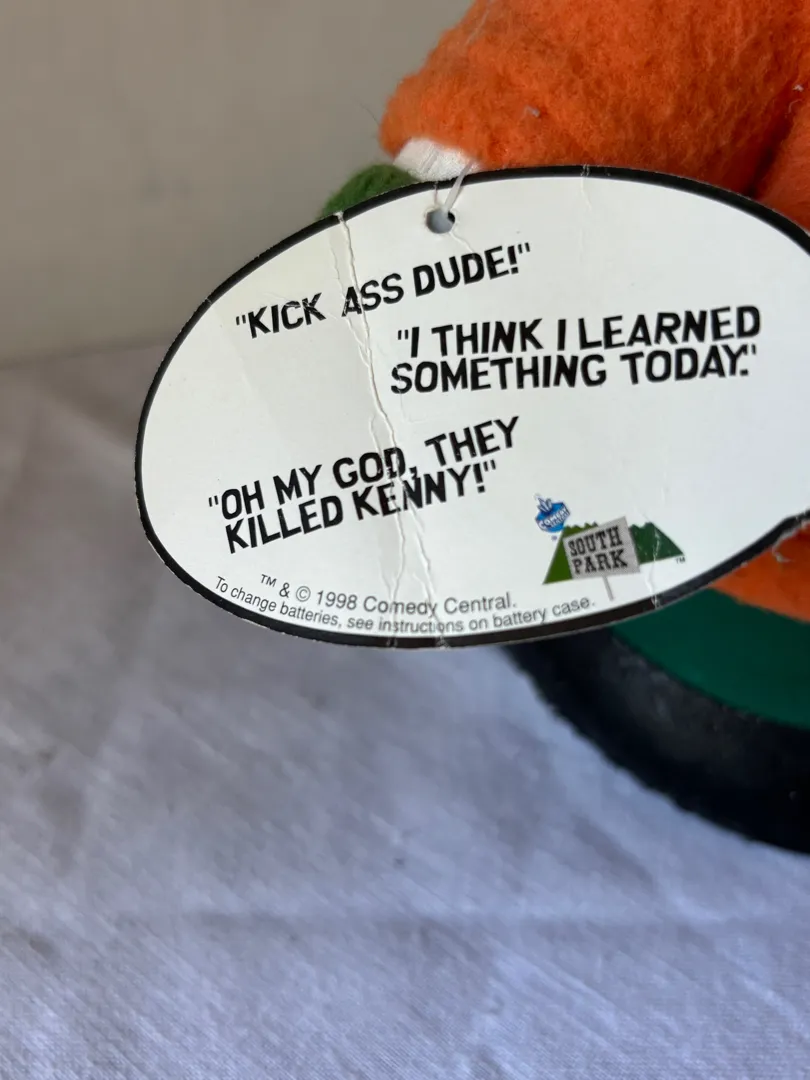 "KICK ASS DUDE!"
"I THINK I LEARNED
SOMETHING TODAY."
"OH MY GOD, THEY
KILLED KENNY!"
COMEDY
CENTRAL
SOUTH
PARK
™
™ & © 1998 Comedy Central.
To change batteries, see instructions on battery case.